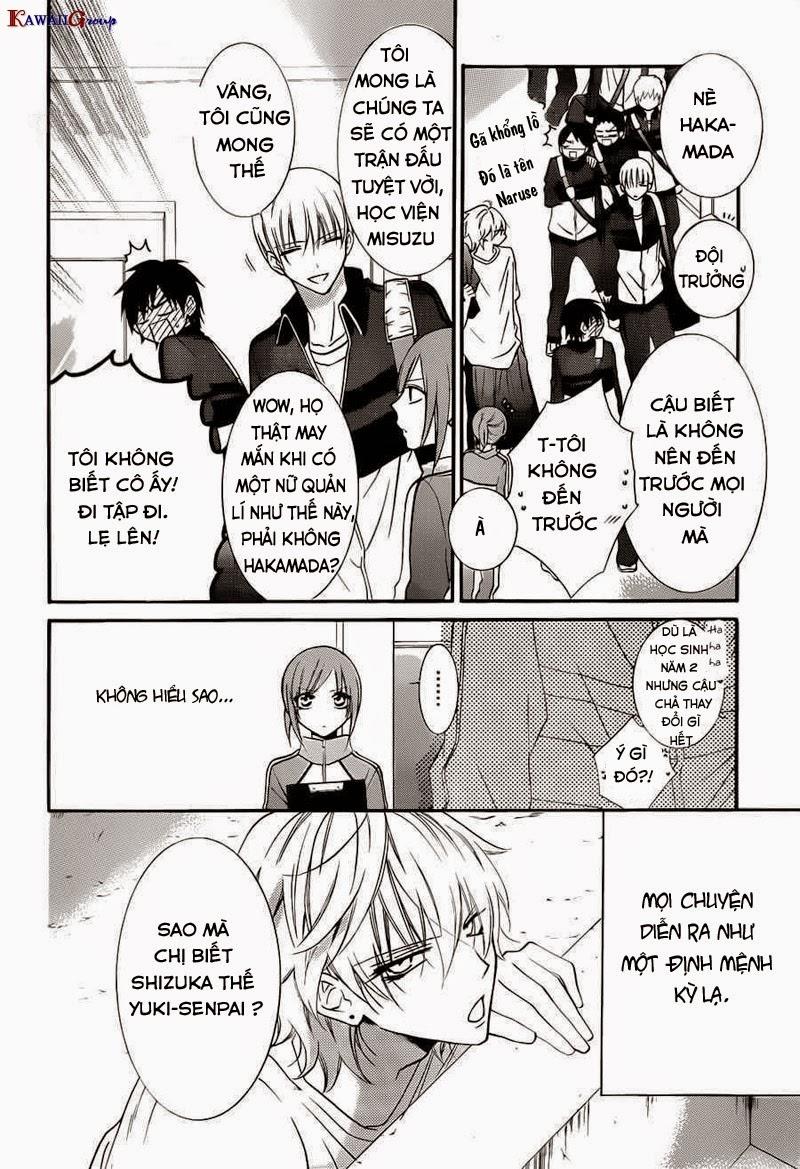 KAWAIIGroup
NÈ
HAKA-
MADA
ĐỘI
TRƯỞNG
Gã khổng lồ
Đó là tên
Naruse
CẬU BIẾT
LÀ KHÔNG
NÊN ĐẾN
TRƯỚC MỌI
NGƯỜI
MÀ
T-TÔI
KHÔNG
ĐẾN
TRƯỚC
À
TÔI
MONG LÀ
CHÚNG TA
SẼ CÓ MỘT
TRẬN ĐẤU
TUYỆT VỜI,
HỌC VIỆN
MISUZU
VÂNG,
TÔI CŨNG
MONG
THẾ
WOW, HỌ
THẬT MAY
MẮN KHI CÓ
MỘT NỮ QUẢN
LÍ NHƯ THẾ NÀY,
PHẢI KHÔNG
HAKAMADA?
TÔI KHÔNG
BIẾT CÔ ẤY!
ĐI TẬP ĐI.
LẸ LÊN!
DŨ LÀ
HỌC SINH
NĂM 2
NHƯNG CẬU
CHẢ THAY
ĐỔI GÌ
HẾT
Ha
ha
ha
Ý GÌ
ĐÓ?!
......
KHÔNG HIỂU SAO...
MỌI CHUYỆN
DIỄN RA NHƯ
MỘT ĐỊNH MỆNH
KỲ LẠ.
SAO MÀ
CHỊ BIẾT
SHIZUKA THẾ
YUKI-SENPAI ?